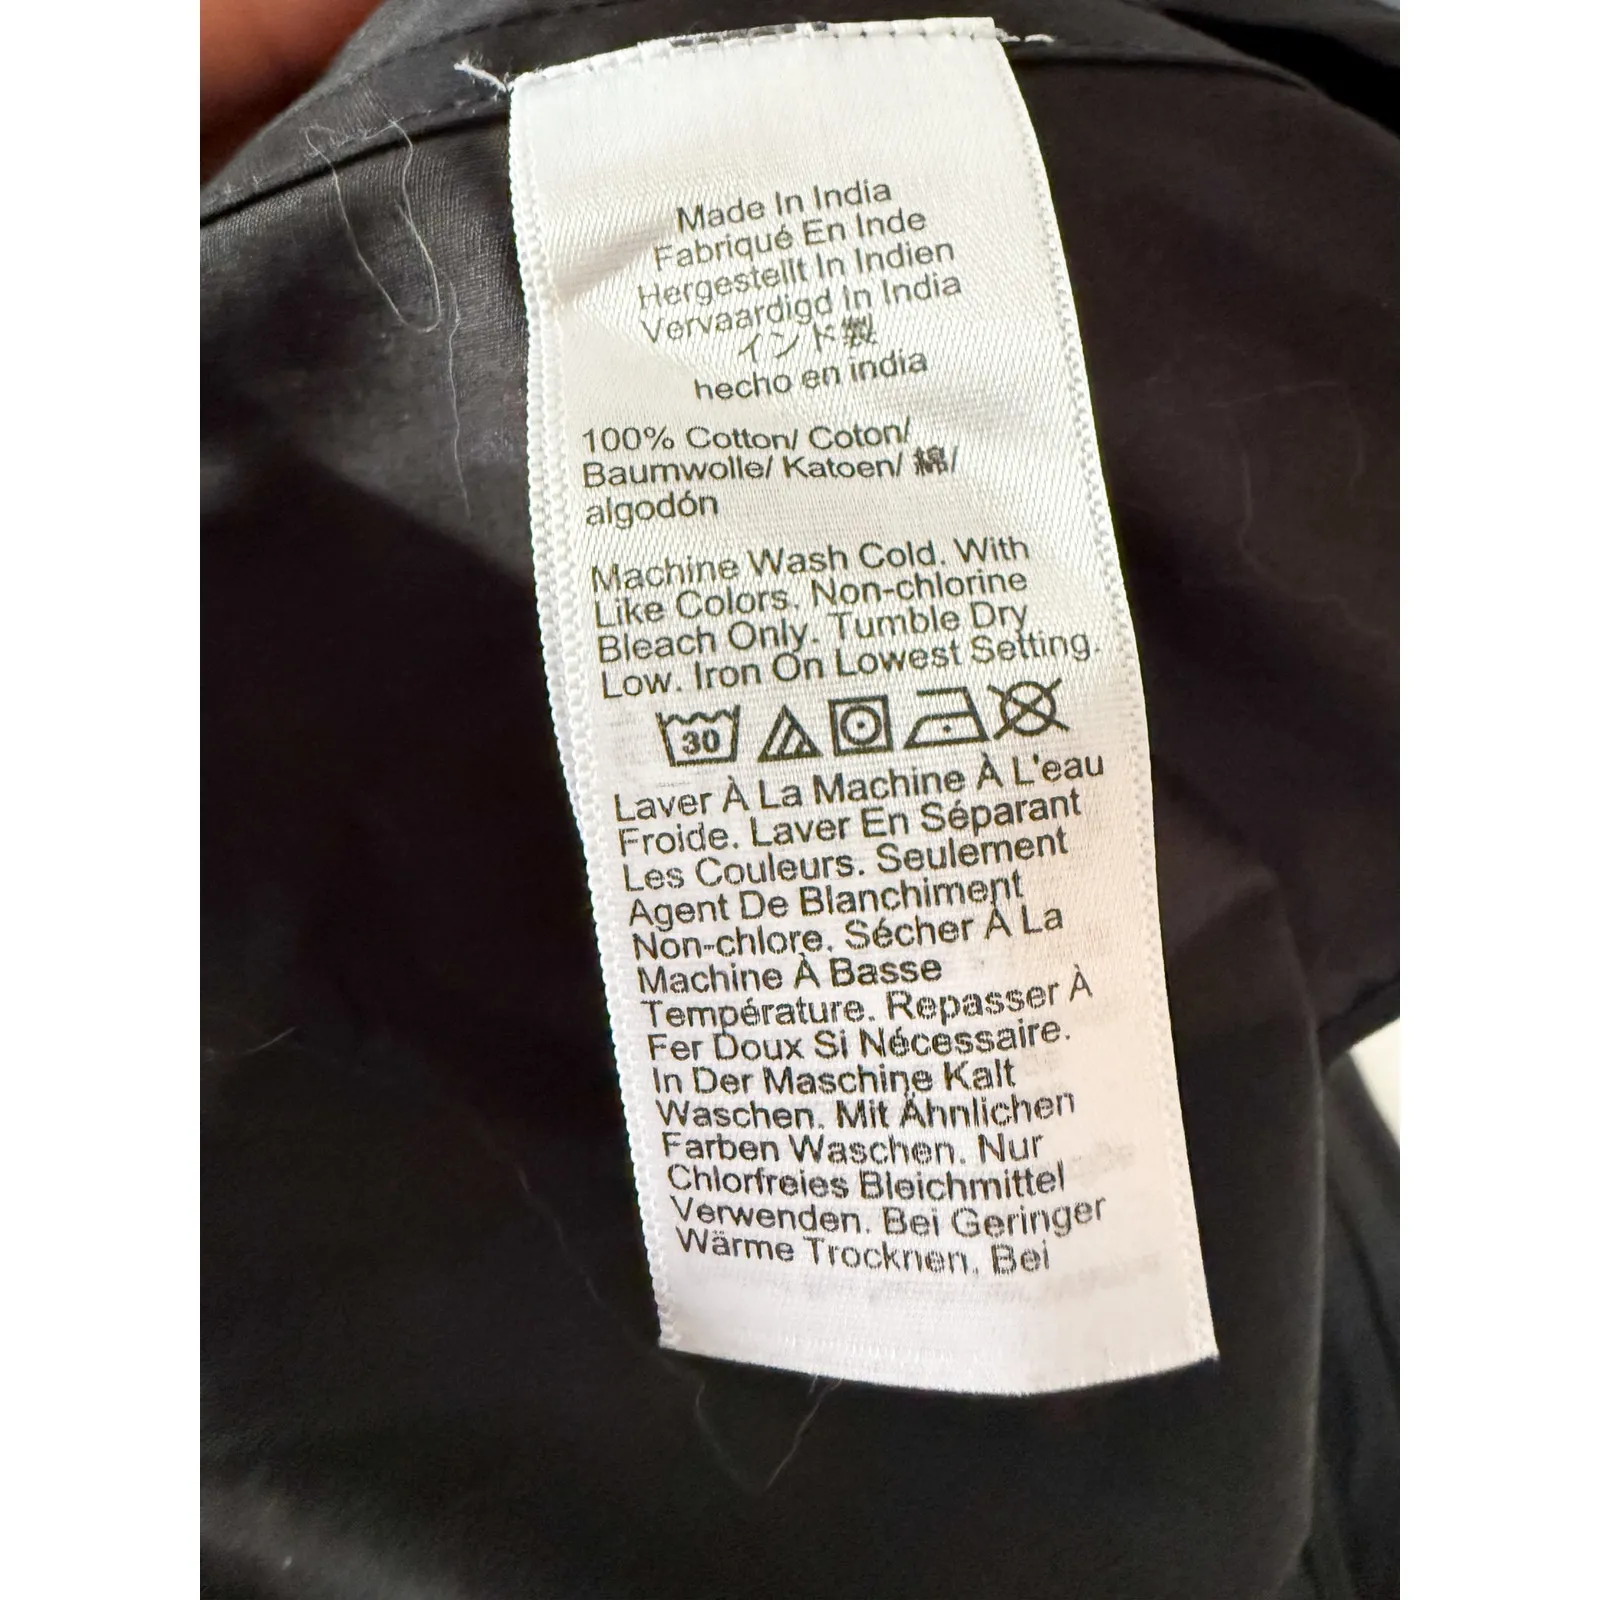 Made In India
Fabriqué En Inde
Hergestellt In Indien
Vervaardigd In India
インド製
hecho en india
100% Cotton/ Coton/
Baumwolle/ Katoen/ 綿/
algodón
Machine Wash Cold. With
Like Colors. Non-chlorine
Bleach Only. Tumble Dry
Low. Iron On Lowest Setting.
30
Laver À La Machine À L'eau
Froide. Laver En Séparant
Les Couleurs. Seulement
Agent De Blanchiment
Non-chlore. Sécher À La
Machine À Basse
Température. Repasser À
Fer Doux Si Nécessaire.
In Der Maschine Kalt
Waschen. Mit Ähnlichen
Farben Waschen. Nur
Chlorfreies Bleichmittel
Verwenden. Bei Geringer
Wärme Trocknen. Bei